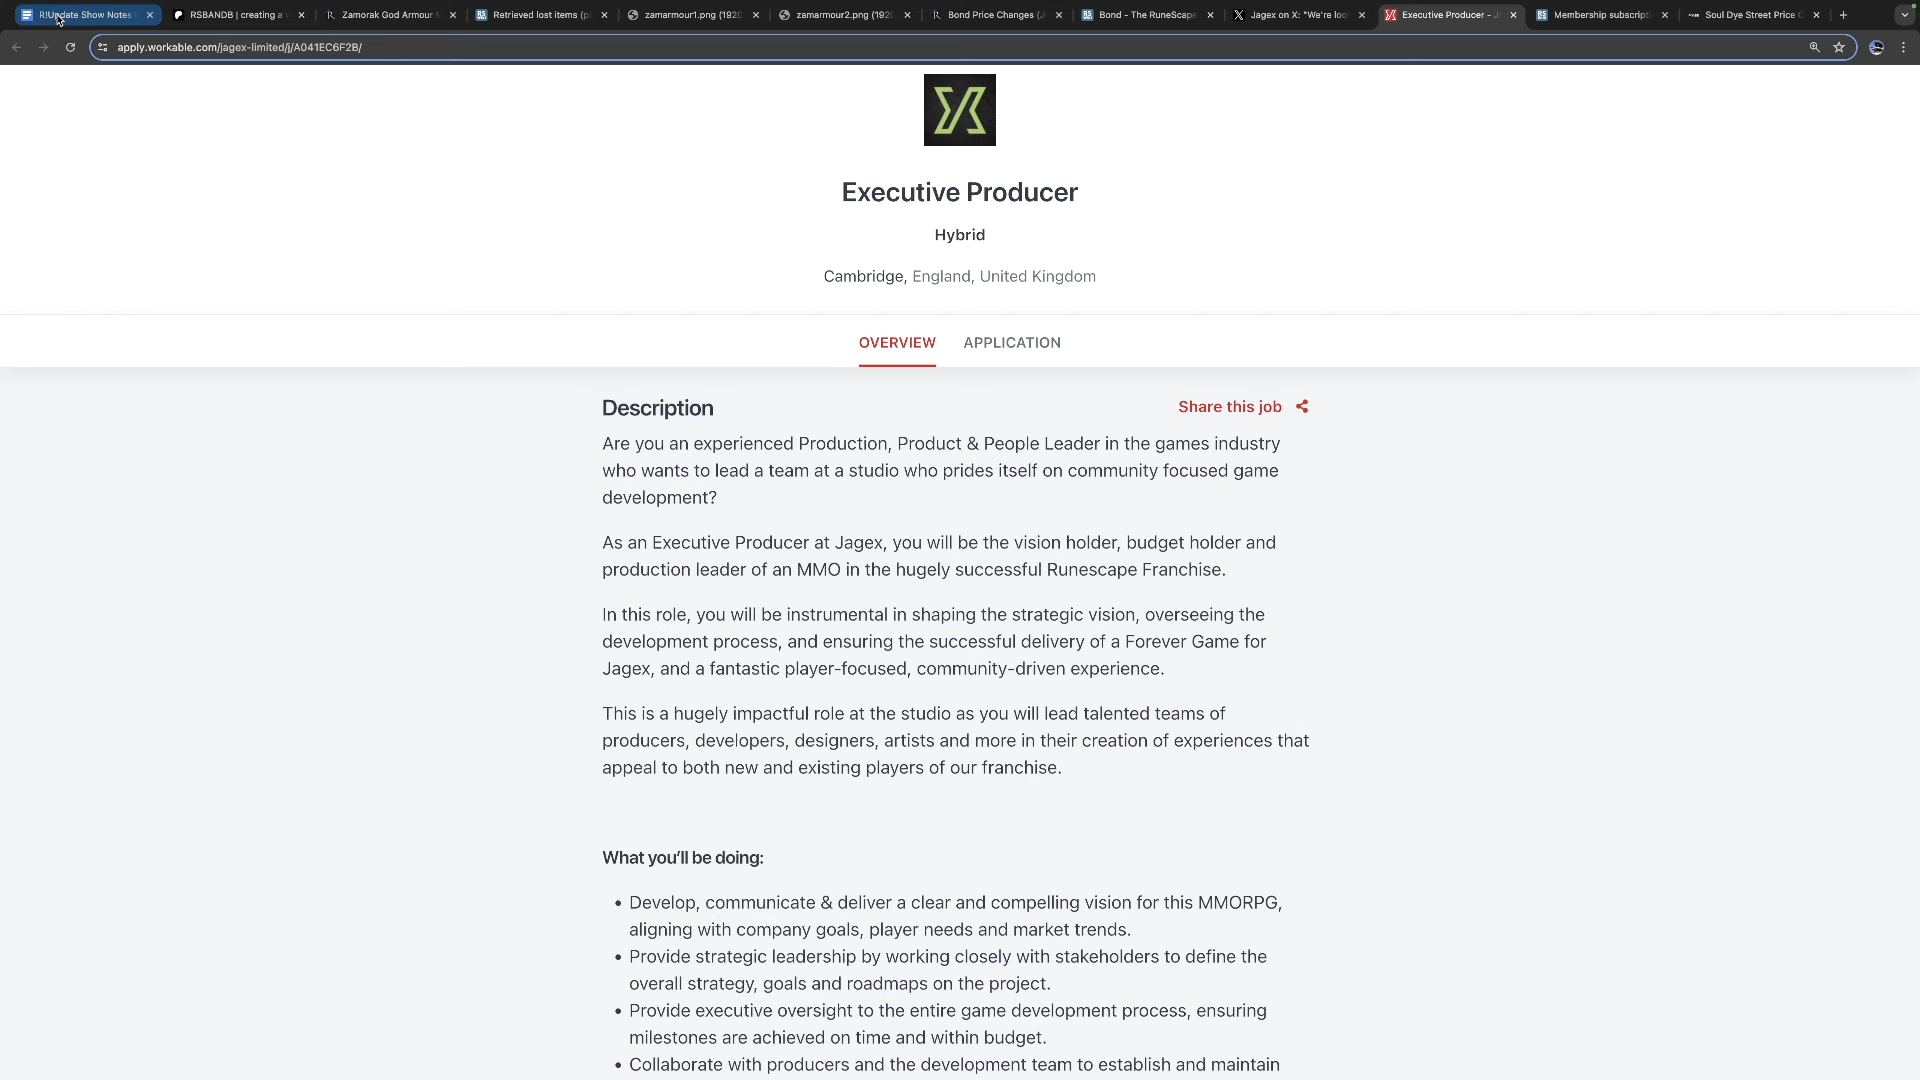 R!Update Show Notes
RSBANDB | creating a
Zamorak God Armour
Retrieved lost items (p
zamarmour1.png (1920
zamarmour2.png (1920
Bond Price Changes (J
Bond - The RuneScape
Jagex on X: "We're loo
Executive Producer - J
Membership subscripti
Soul Dye Street Price C
apply.workable.com/jagex-limited/j/A041EC6F2B/
Executive Producer
Hybrid
Cambridge, England, United Kingdom
OVERVIEW
APPLICATION
Description
Share this job
Are you an experienced Production, Product & People Leader in the games industry
who wants to lead a team at a studio who prides itself on community focused game
development?
As an Executive Producer at Jagex, you will be the vision holder, budget holder and
production leader of an MMO in the hugely successful Runescape Franchise.
In this role, you will be instrumental in shaping the strategic vision, overseeing the
development process, and ensuring the successful delivery of a Forever Game for
Jagex, and a fantastic player-focused, community-driven experience.
This is a hugely impactful role at the studio as you will lead talented teams of
producers, developers, designers, artists and more in their creation of experiences that
appeal to both new and existing players of our franchise.
What you'll be doing:
• Develop, communicate & deliver a clear and compelling vision for this MMORPG,
aligning with company goals, player needs and market trends.
• Provide strategic leadership by working closely with stakeholders to define the
overall strategy, goals and roadmaps on the project.
• Provide executive oversight to the entire game development process, ensuring
milestones are achieved on time and within budget.
• Collaborate with producers and the development team to establish and maintain